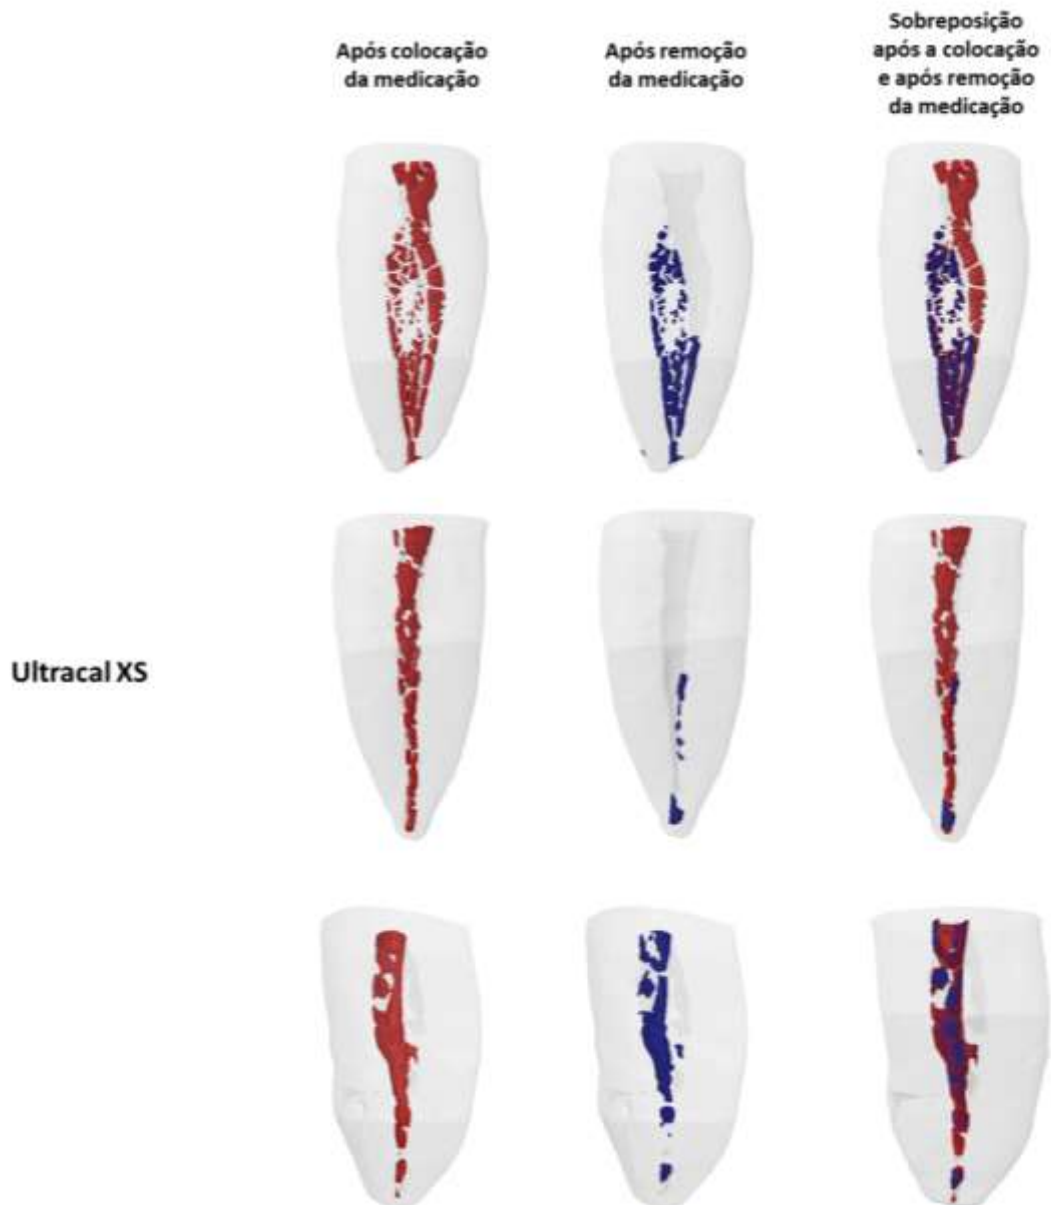 Após colocação
da medicação
Após remoção
da medicação
Sobreposição
após a colocação
e após remoção
da medicação
Ultracal XS